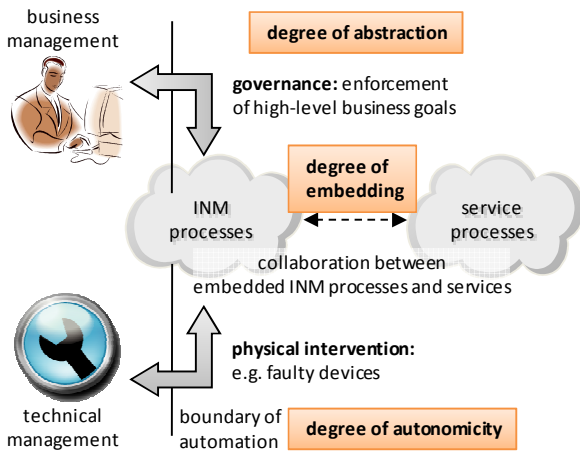 business
management
degree of abstraction
governance: enforcement
of high-level business goals
degree of
embedding
INM
processes
service
processes
collaboration between
embedded INM processes and services
physical intervention:
e.g. faulty devices
technical
management
boundary of
automation
degree of autonomicity